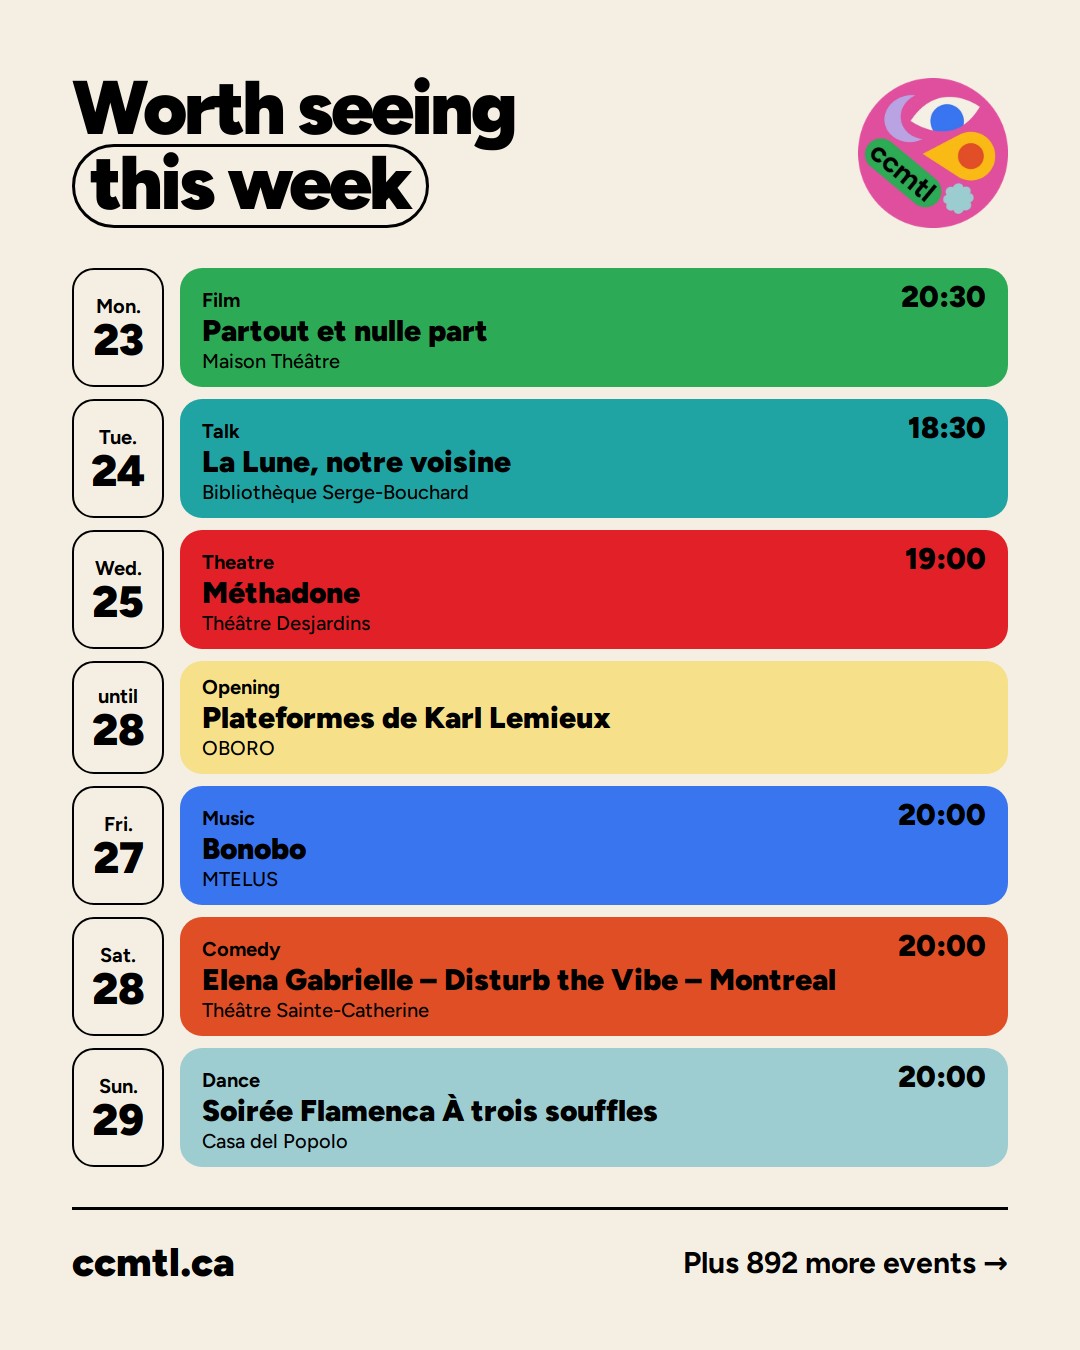 Worth seeing
this week
ccmtl
Mon.
23
Film
20:30
Partout et nulle part
Maison Théâtre
Tue.
24
Talk
18:30
La Lune, notre voisine
Bibliothèque Serge-Bouchard
Wed.
25
Theatre
19:00
Méthadone
Théâtre Desjardins
until
28
Opening
Plateformes de Karl Lemieux
OBORO
Fri.
27
Music
20:00
Bonobo
MTELUS
Sat.
28
Comedy
20:00
Elena Gabrielle – Disturb the Vibe – Montreal
Théâtre Sainte-Catherine
Sun.
29
Dance
20:00
Soirée Flamenca À trois souffles
Casa del Popolo
ccmtl.ca
Plus 892 more events →